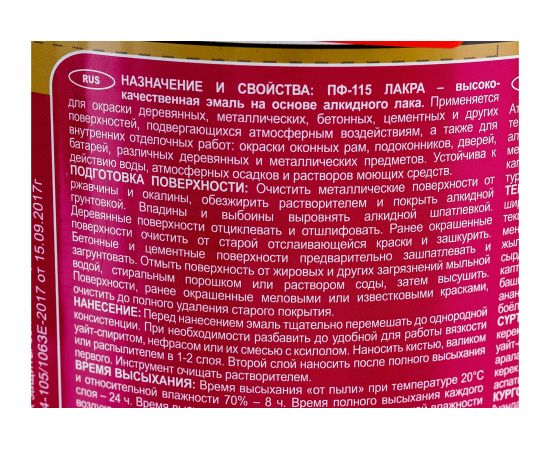 RUS
НАЗНАЧЕНИЕ И СВОЙСТВА: ПФ-115 ЛАКРА – высоко-
качественная эмаль на основе алкидного лака. Применяется
для окраски деревянных, металлических, бетонных, цементных и других
поверхностей, подвергающихся атмосферным воздействиям, а также для
внутренних отделочных работ: окраски оконных рам, подоконников, дверей,
батарей, различных деревянных и металлических предметов. Устойчива к
действию воды, атмосферных осадков и растворов моющих средств.
ПОДГОТОВКА ПОВЕРХНОСТИ: Очистить металлические поверхности от
ржавчины и окалины, обезжирить растворителем и покрыть алкидной
грунтовкой. Впадины и выбоины выровнять алкидной шпатлевкой.
Деревянные поверхности отциклевать и отшлифовать. Ранее окрашенные
поверхности очистить от старой отслаивающейся краски и зашкурить.
Бетонные и цементные поверхности предварительно зашпатлевать и
загрунтовать. Отмыть поверхность от жировых и других загрязнений мыльной
водой, стиральным порошком или раствором соды, затем высушить.
Поверхности, ранее окрашенные меловыми или известковыми красками,
очистить до полного удаления старого покрытия.
НАНЕСЕНИЕ: Перед нанесением эмаль тщательно перемешать до однородной
консистенции. При необходимости разбавить до удобной для работы вязкости
уайт-спиритом, нефрасом или их смесью с ксилолом. Наносить кистью, валиком
или распылителем в 1-2 слоя. Второй слой наносить после полного высыхания
первого. Инструмент очищать растворителем.
ВРЕМЯ ВЫСЫХАНИЯ: Время высыхания «от пыли» при температуре 20°С
и относительной влажности 70% – 8 ч. Время полного высыхания каждого
слоя – 24 ч. Время
влажности
4-105/1063Е-2017 от 15.09.2017г